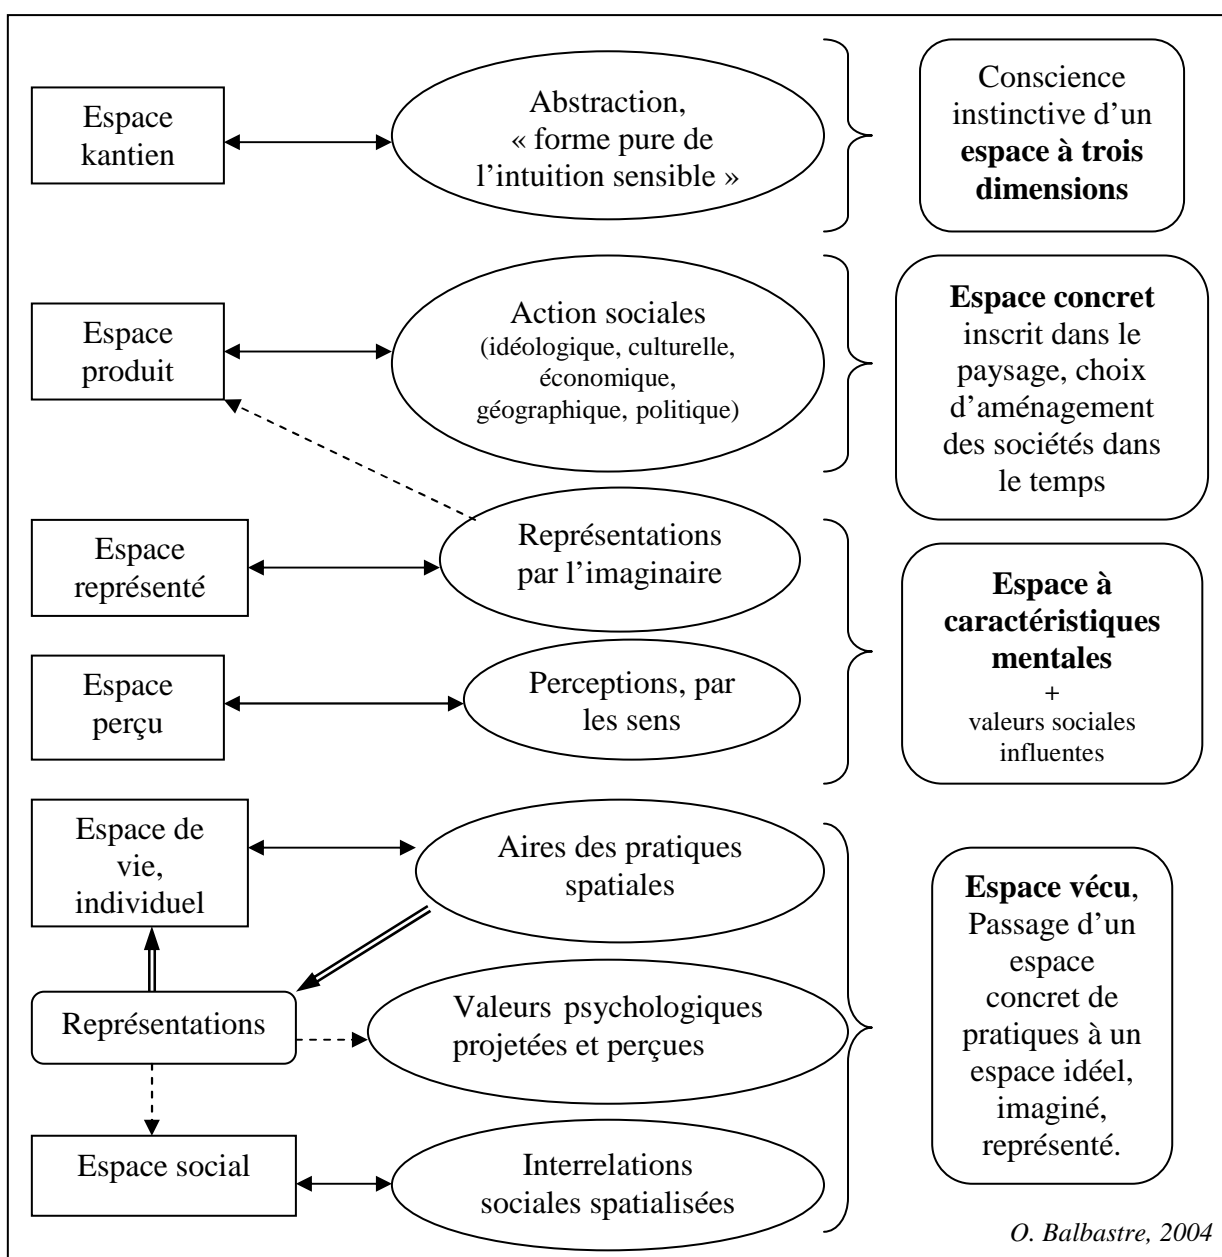 Espace
kantien
Abstraction,
« forme pure de
l’intuition sensible »
Conscience
instinctive d’un
espace à trois
dimensions
Espace
produit
Action sociales
(idéologique, culturelle,
économique,
géographique, politique)
Espace concret
inscrit dans le
paysage, choix
d’aménagement
des sociétés dans
le temps
Espace
représenté
Représentations
par l’imaginaire
Espace
perçu
Perceptions, par
les sens
Espace à
caractéristiques
mentales
+
valeurs sociales
influentes
Espace de
vie,
individuel
Aires des pratiques
spatiales
Représentations
Valeurs psychologiques
projetées et perçues
Espace social
Interrelations
sociales spatialisées
Espace vécu,
Passage d’un
espace
concret de
pratiques à un
espace idéel,
imaginé,
représenté.
O. Balbastre, 2004